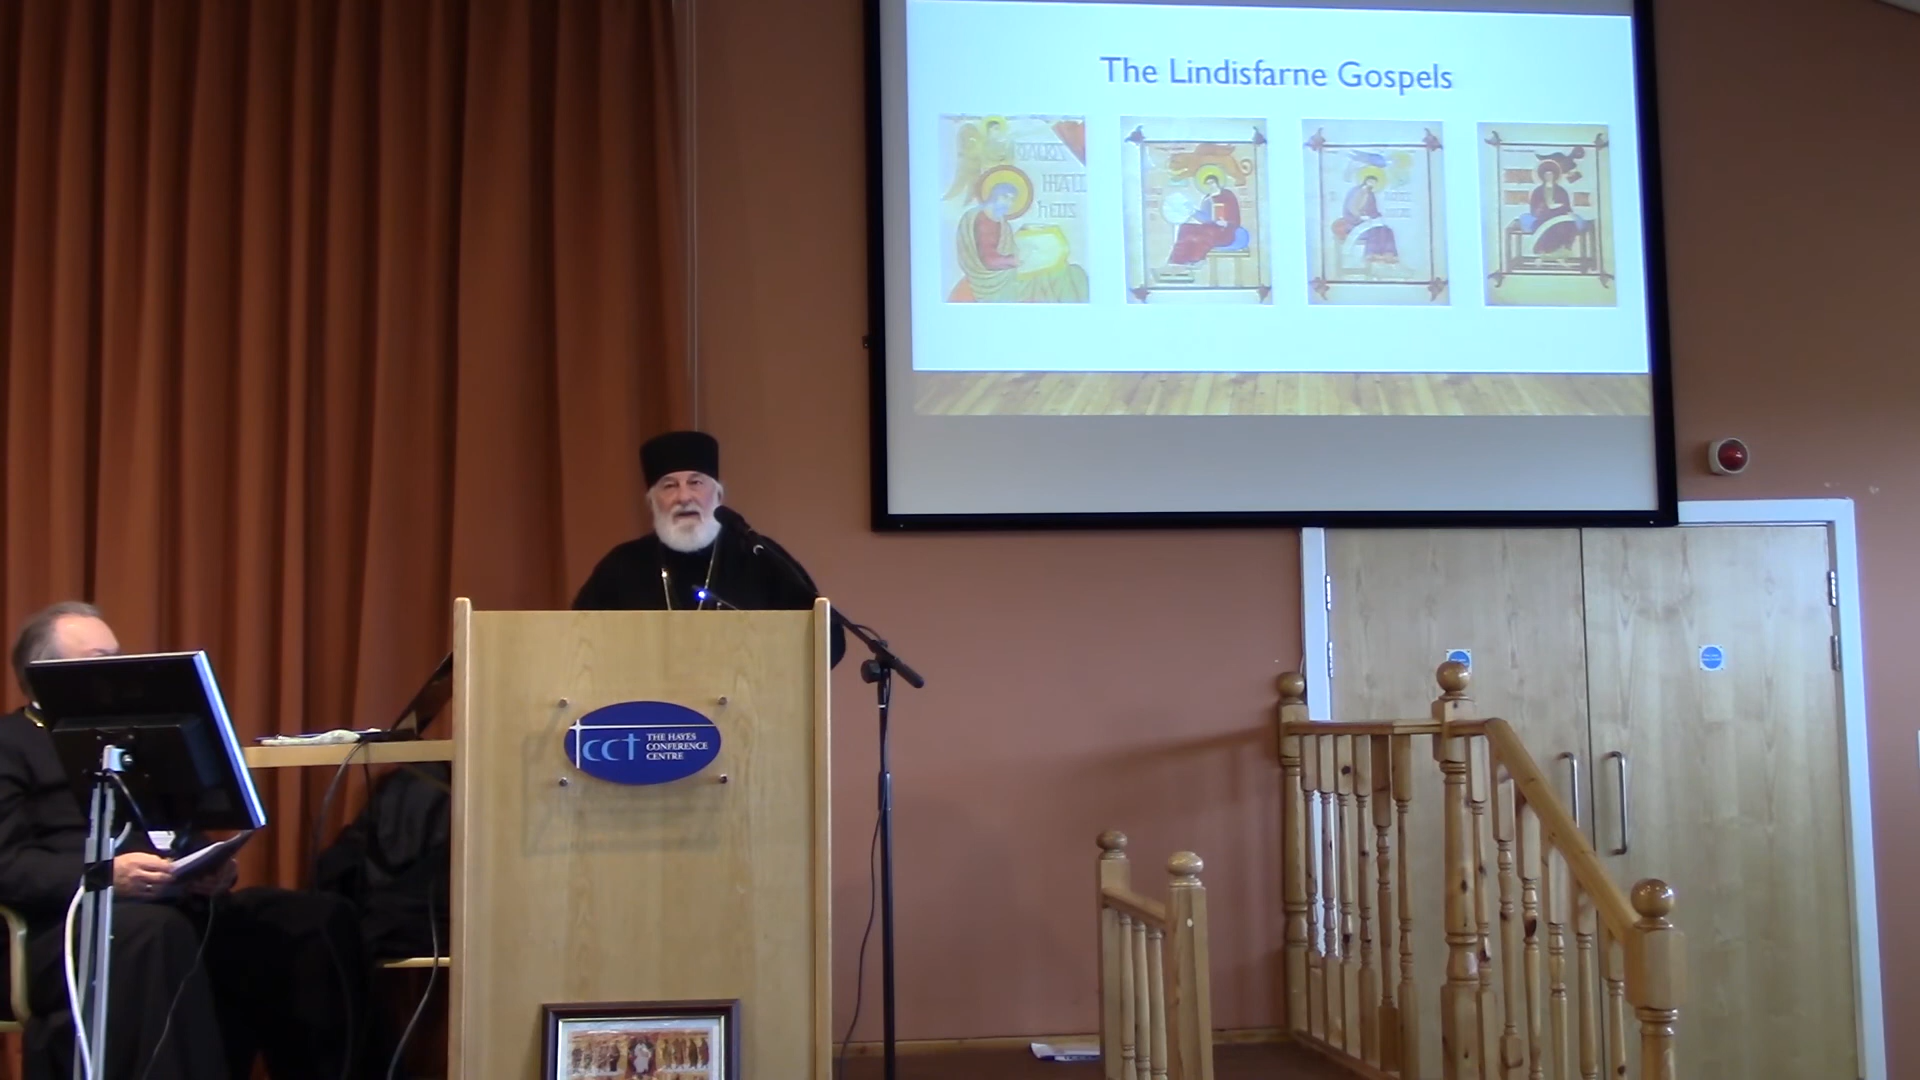 The Lindisfarne Gospels
cct
THE HAYES
CONFERENCE
CENTRE